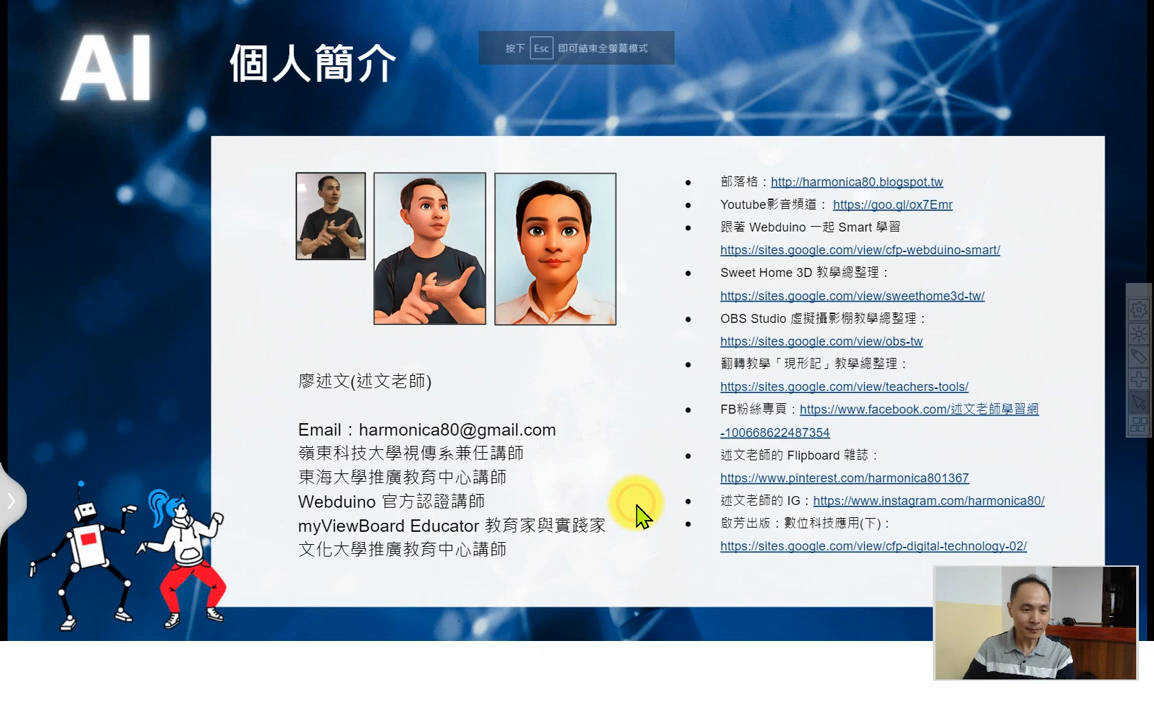 AI
個人簡介
按下 Esc 即可結束全螢幕模式
廖述文(述文老師)
Email：harmonica80@gmail.com
嶺東科技大學視傳系兼任講師
東海大學推廣教育中心講師
Webduino 官方認證講師
myViewBoard Educator 教育家與實踐家
文化大學推廣教育中心講師
● 部落格：http://harmonica80.blogspot.tw
● Youtube影音頻道： https://goo.gl/ox7Emr
● 跟著 Webduino 一起 Smart 學習
https://sites.google.com/view/cfp-webduino-smart/
● Sweet Home 3D 教學總整理：
https://sites.google.com/view/sweethome3d-tw/
● OBS Studio 虛擬攝影棚教學總整理：
https://sites.google.com/view/obs-tw
● 翻轉教學「現形記」教學總整理：
https://sites.google.com/view/teachers-tools/
● FB粉絲專頁：https://www.facebook.com/述文老師學習網
-100668622487354
● 述文老師的 Flipboard 雜誌：
https://www.pinterest.com/harmonica801367
● 述文老師的 IG：https://www.instagram.com/harmonica80/
● 啟芳出版：數位科技應用(下)：
https://sites.google.com/view/cfp-digital-technology-02/